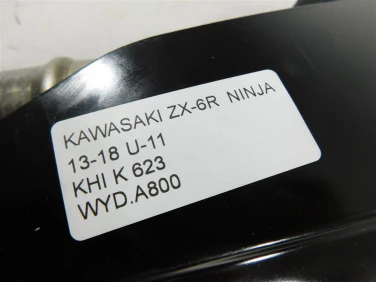 KAWASAKI ZX-6R NINJA
13-18 U-11
KHI K 623
WYD.A800